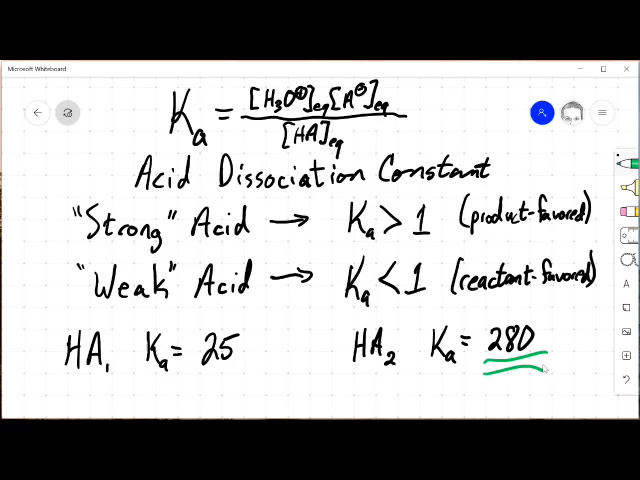 Microsoft Whiteboard
Ka = [H3O⊕]eq[A⊖]eq
[HA]eq
Acid Dissociation Constant
"Strong" Acid → Ka > 1 (product-favored)
"Weak" Acid → Ka < 1 (reactant-favored)
HA1 Ka = 25 HA2 Ka = 280